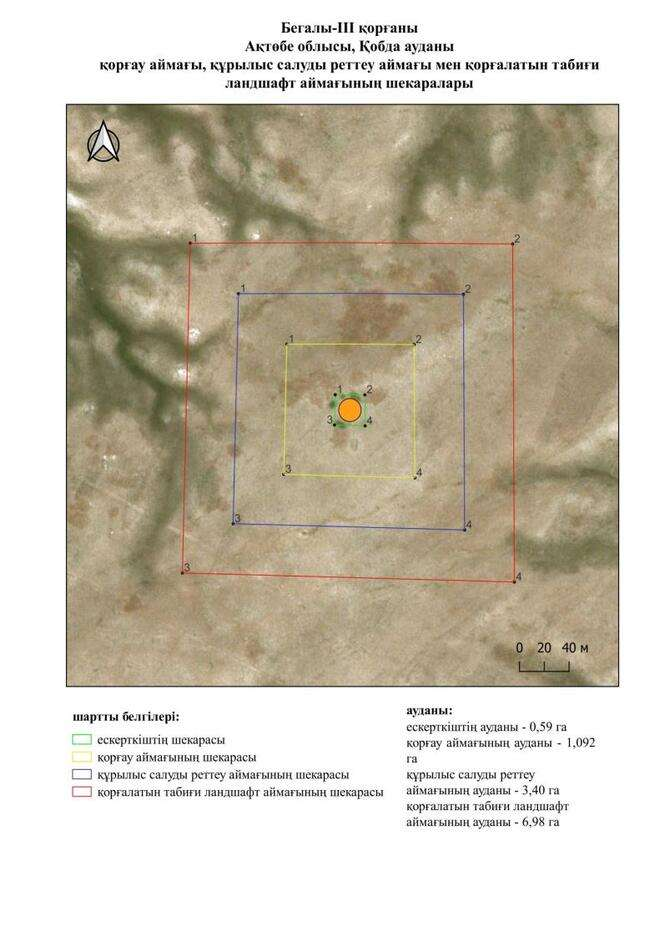 Бегалы-III қорғаны
Ақтөбе облысы, Қобда ауданы
қорғау аймағы, құрылыс салуды реттеу аймағы мен қорғалатын табиғи
ландшафт аймағының шекаралары
1
2
1
2
1
2
1
2
3
4
3
4
3
4
3
4
0 20 40 м
шартты белгілері:
ескерткіштің шекарасы
қорғау аймағының шекарасы
құрылыс салуды реттеу аймағының шекарасы
қорғалатын табиғи ландшафт аймағының шекарасы
ауданы:
ескерткіштің ауданы - 0,59 га
қорғау аймағының ауданы - 1,092
га
құрылыс салуды реттеу
аймағының ауданы - 3,40 га
қорғалатын табиғи ландшафт
аймағының ауданы - 6,98 га